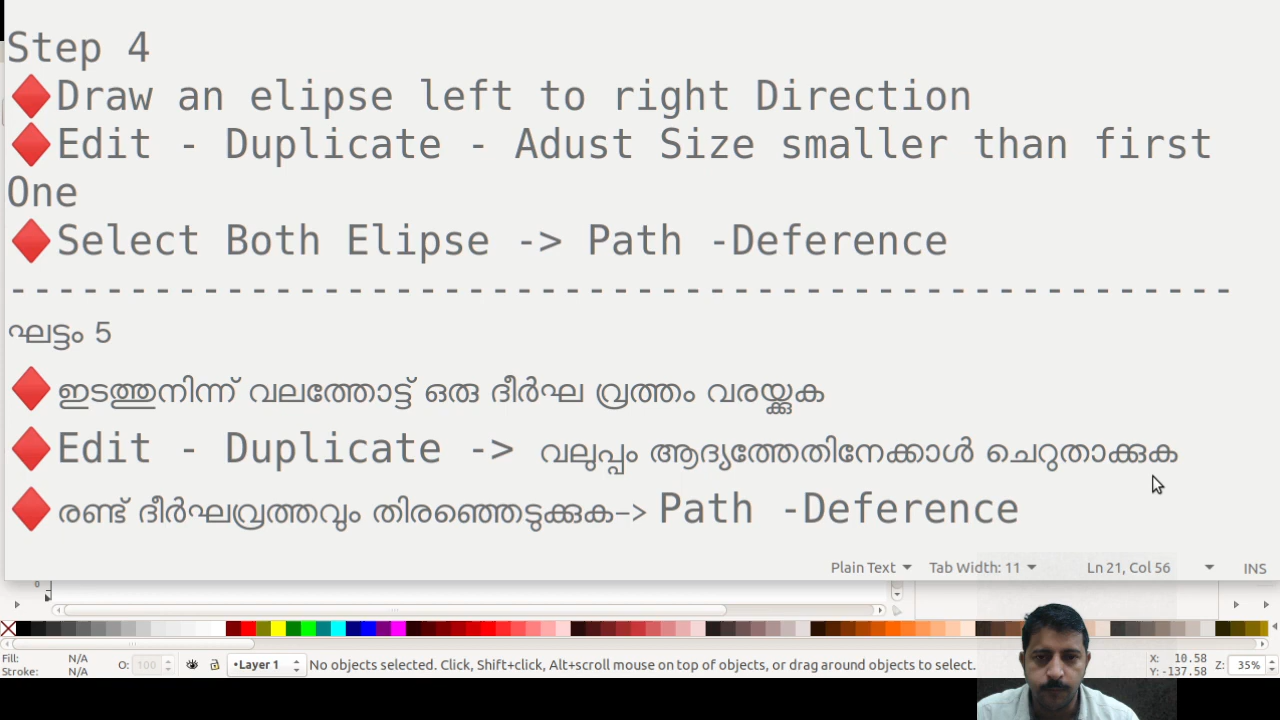 Step 4
♦Draw an elipse left to right Direction
♦Edit - Duplicate - Adust Size smaller than first
One
♦Select Both Elipse -> Path -Deference
---------------------------------------------------
ഘട്ടം 5
♦ഇടത്തുനിന്ന് വലത്തോട്ട് ഒരു ദീർഘ വ്രത്തം വരയ്ക്കുക
♦Edit - Duplicate -> വലുപ്പം ആദ്യത്തേതിനേക്കാൾ ചെറുതാക്കുക
♦രണ്ട് ദീർഘവ്രത്തവും തിരഞ്ഞെടുക്കുക–> Path -Deference
Plain Text Tab Width: 11 Ln 21, Col 56 INS
Fill: N/A O: 100 •Layer 1 No objects selected. Click, Shift+click, Alt+scroll mouse on top of objects, or drag around objects to select. X: 10.58 Z: 35%
Stroke: N/A Y: -137.58